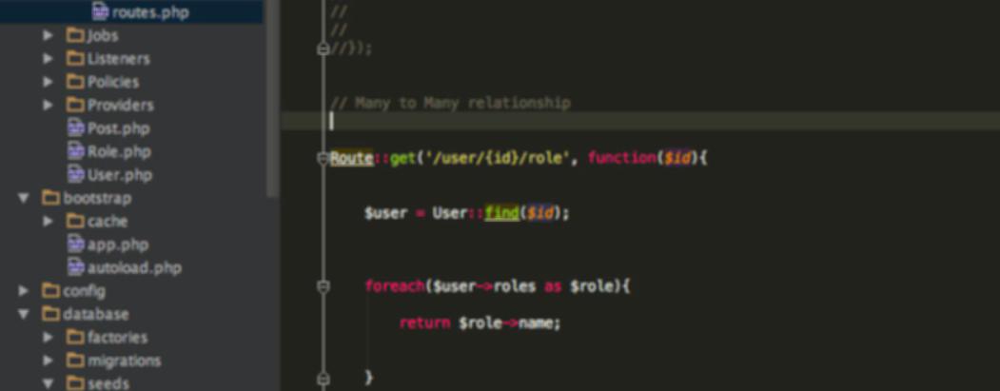 routes.php
Jobs
Listeners
Policies
Providers
Post.php
Role.php
User.php
bootstrap
cache
app.php
autoload.php
config
database
factories
migrations
seeds
//
//
//});
// Many to Many relationship
Route::get('/user/{id}/role', function($id){
$user = User::find($id);
foreach($user->roles as $role){
return $role->name;
}